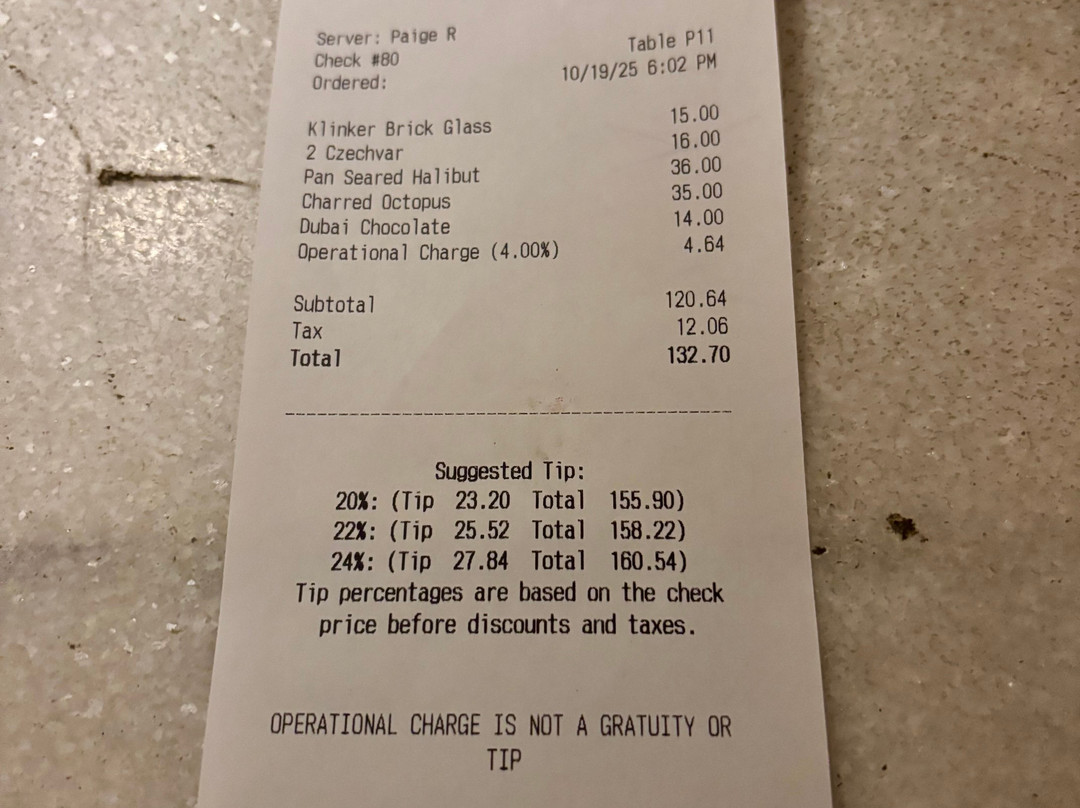 Server: Paige R Table P11
Check #80 10/19/25 6:02 PM
Ordered:
Klinker Brick Glass 15.00
2 Czechvar 16.00
Pan Seared Halibut 36.00
Charred Octopus 35.00
Dubai Chocolate 14.00
Operational Charge (4.00%) 4.64
Subtotal 120.64
Tax 12.06
Total 132.70
Suggested Tip:
20%: (Tip 23.20 Total 155.90)
22%: (Tip 25.52 Total 158.22)
24%: (Tip 27.84 Total 160.54)
Tip percentages are based on the check
price before discounts and taxes.
OPERATIONAL CHARGE IS NOT A GRATUITY OR
TIP